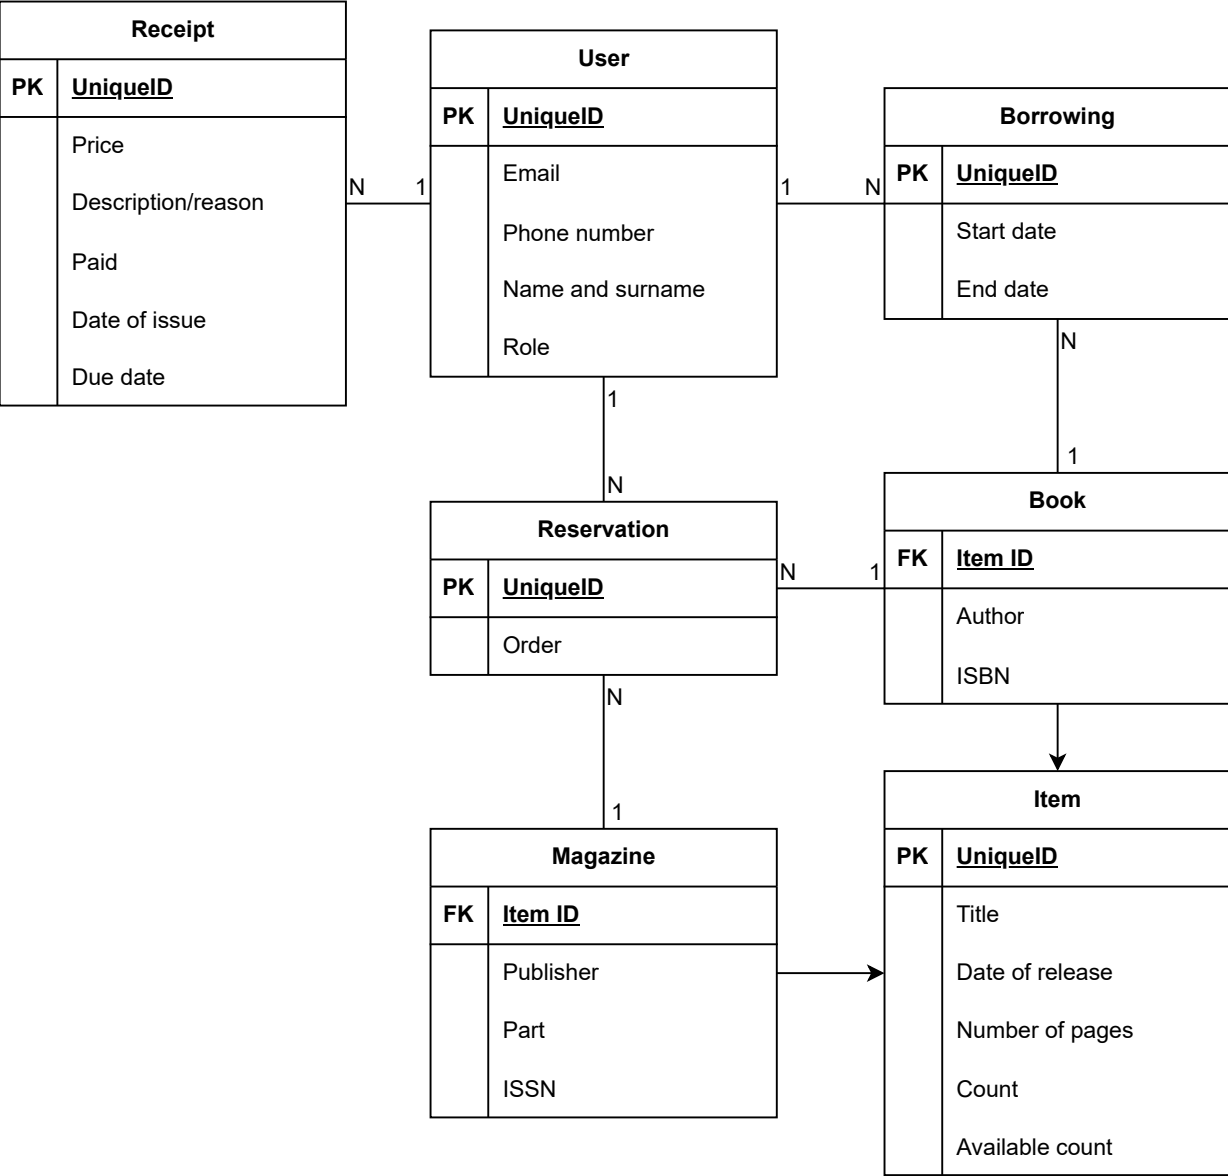 Receipt
PK UniqueID
Price
Description/reason
Paid
Date of issue
Due date
N 1
User
PK UniqueID
Email
Phone number
Name and surname
Role
1 N
Borrowing
PK UniqueID
Start date
End date
1
N
N
1
Reservation
PK UniqueID
Order
N 1
Book
FK Item ID
Author
ISBN
N
1
Magazine
FK Item ID
Publisher
Part
ISSN
Item
PK UniqueID
Title
Date of release
Number of pages
Count
Available count